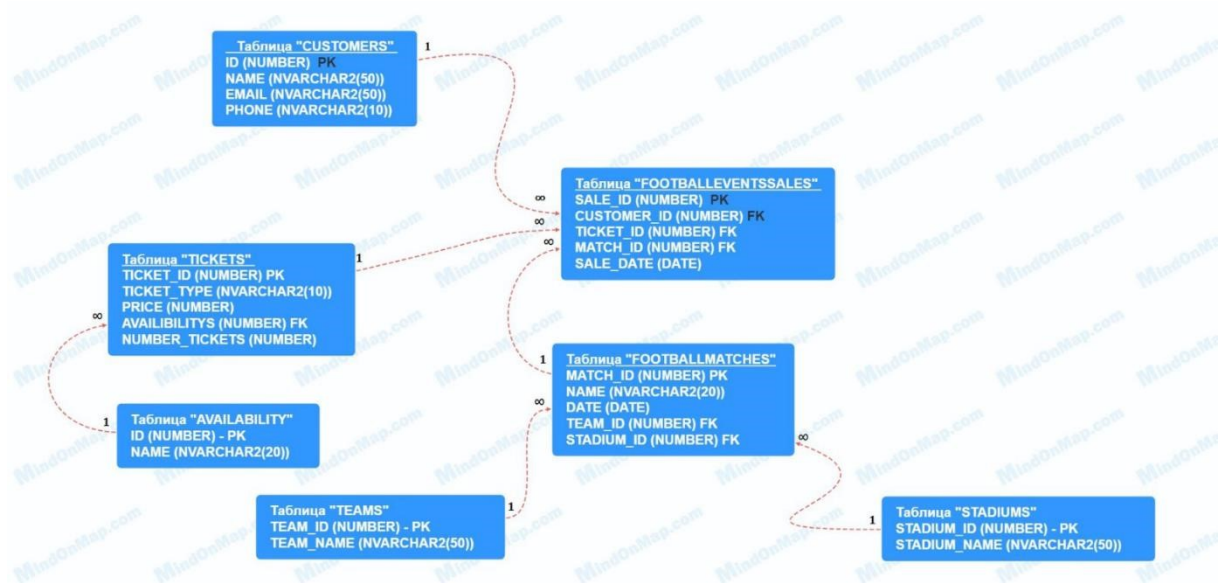 Таблица "CUSTOMERS"
ID (NUMBER) PK
NAME (NVARCHAR2(50))
EMAIL (NVARCHAR2(50))
PHONE (NVARCHAR2(10))
1
Таблица "FOOTBALLEVENTSSALES"
SALE_ID (NUMBER) PK
CUSTOMER_ID (NUMBER) FK
TICKET_ID (NUMBER) FK
MATCH_ID (NUMBER) FK
SALE_DATE (DATE)
∞
∞
∞
Таблица "TICKETS"
TICKET_ID (NUMBER) PK
TICKET_TYPE (NVARCHAR2(10))
PRICE (NUMBER)
AVAILIBILITYS (NUMBER) FK
NUMBER_TICKETS (NUMBER)
1
∞
Таблица "FOOTBALLMATCHES"
MATCH_ID (NUMBER) PK
NAME (NVARCHAR2(20))
DATE (DATE)
TEAM_ID (NUMBER) FK
STADIUM_ID (NUMBER) FK
1
∞
∞
Таблица "AVAILABILITY"
ID (NUMBER) - PK
NAME (NVARCHAR2(20))
1
Таблица "TEAMS"
TEAM_ID (NUMBER) - PK
TEAM_NAME (NVARCHAR2(50))
1
Таблица "STADIUMS"
STADIUM_ID (NUMBER) - PK
STADIUM_NAME (NVARCHAR2(50))
1
MindOnMap.com